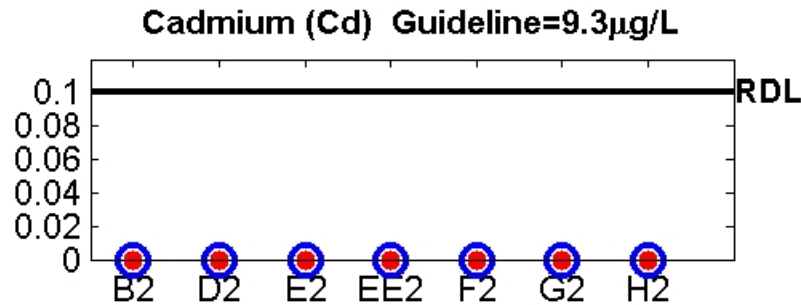 Cadmium (Cd)  Guideline=9.3μg/L
0.1
RDL
0.08
0.06
0.04
0.02
0
B2 D2 E2 EE2 F2 G2 H2